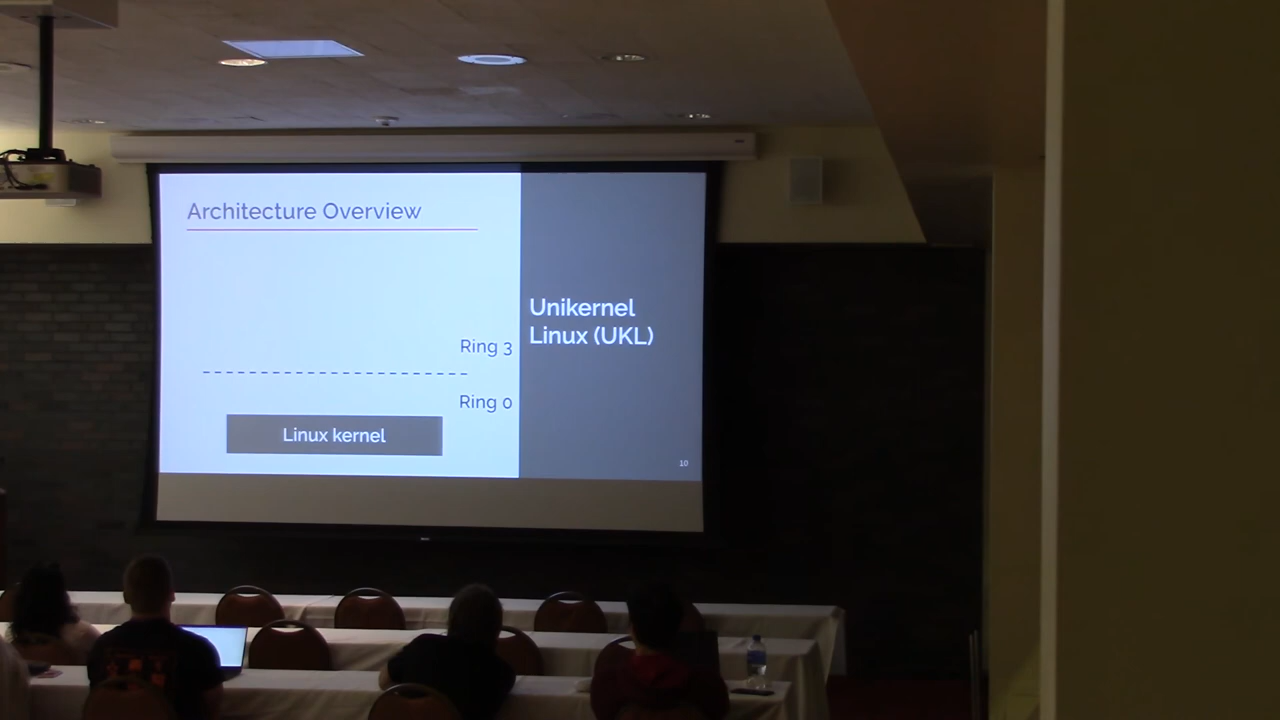 Architecture Overview
Unikernel
Linux (UKL)
Ring 3
Ring 0
Linux kernel
10